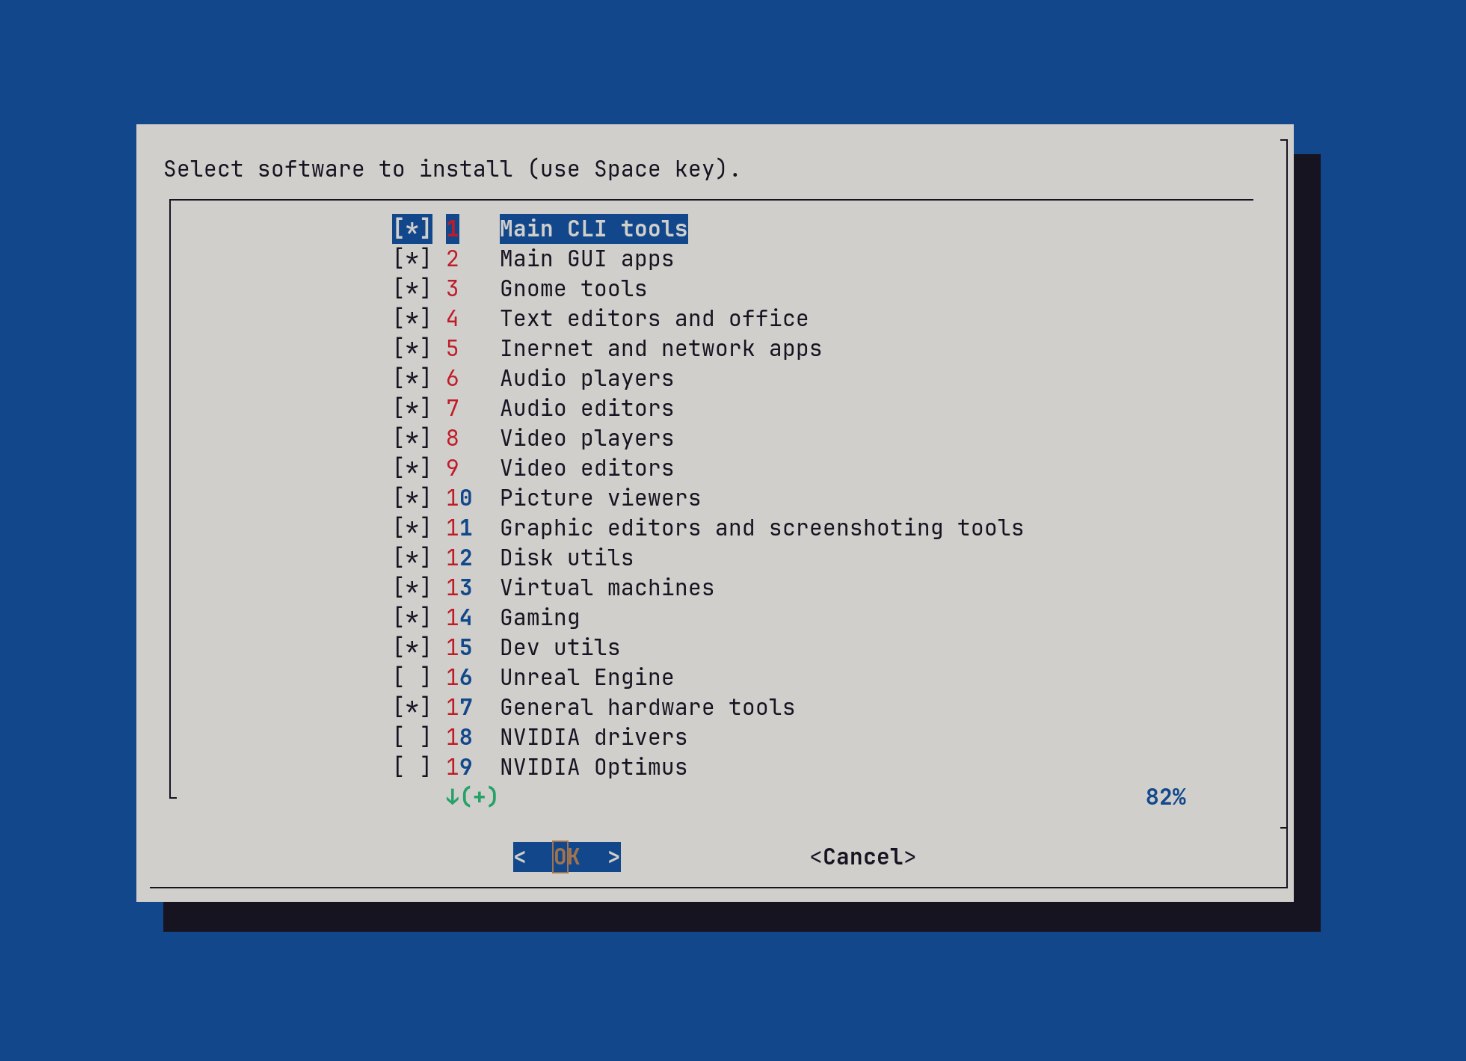 Select software to install (use Space key).
[*] 1 Main CLI tools
[*] 2 Main GUI apps
[*] 3 Gnome tools
[*] 4 Text editors and office
[*] 5 Inernet and network apps
[*] 6 Audio players
[*] 7 Audio editors
[*] 8 Video players
[*] 9 Video editors
[*] 10 Picture viewers
[*] 11 Graphic editors and screenshoting tools
[*] 12 Disk utils
[*] 13 Virtual machines
[*] 14 Gaming
[*] 15 Dev utils
[ ] 16 Unreal Engine
[*] 17 General hardware tools
[ ] 18 NVIDIA drivers
[ ] 19 NVIDIA Optimus
↓(+) 82%
< OK > <Cancel>